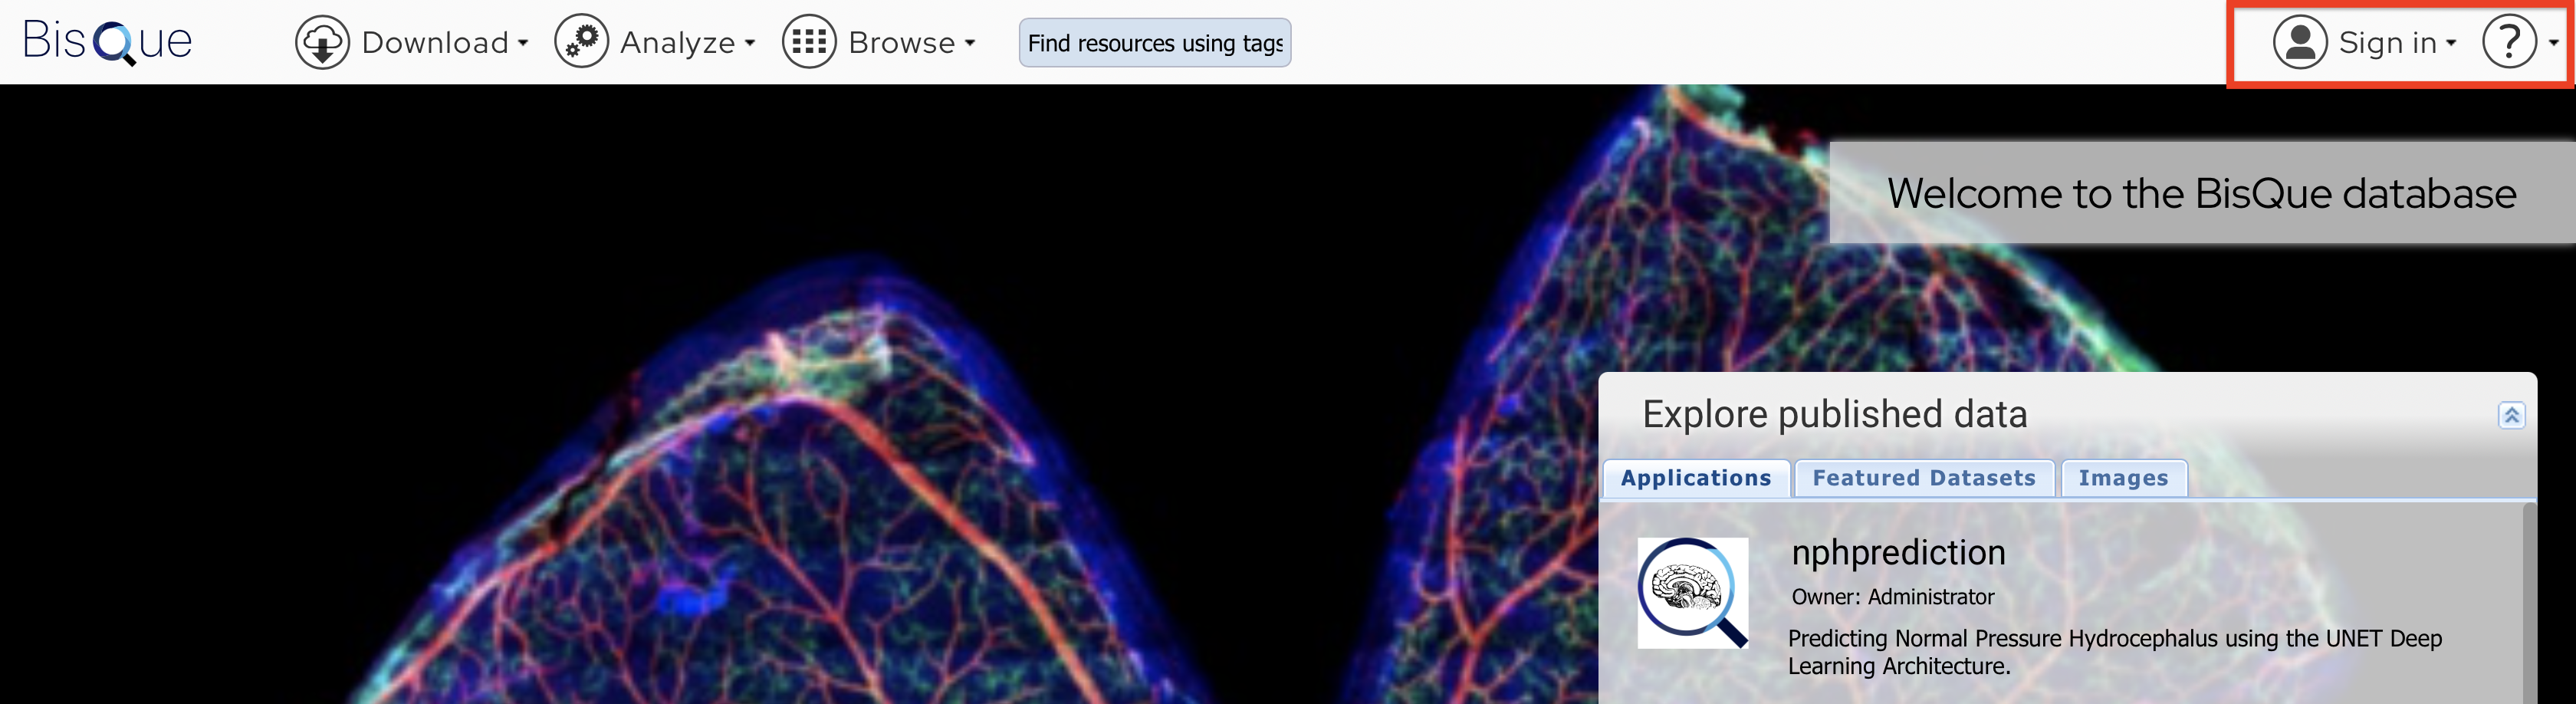 BisQue
Download
Analyze
Browse
Find resources using tags
Sign in
?
Welcome to the BisQue database
Explore published data
Applications
Featured Datasets
Images
nphprediction
Owner: Administrator
Predicting Normal Pressure Hydrocephalus using the UNET Deep
Learning Architecture.